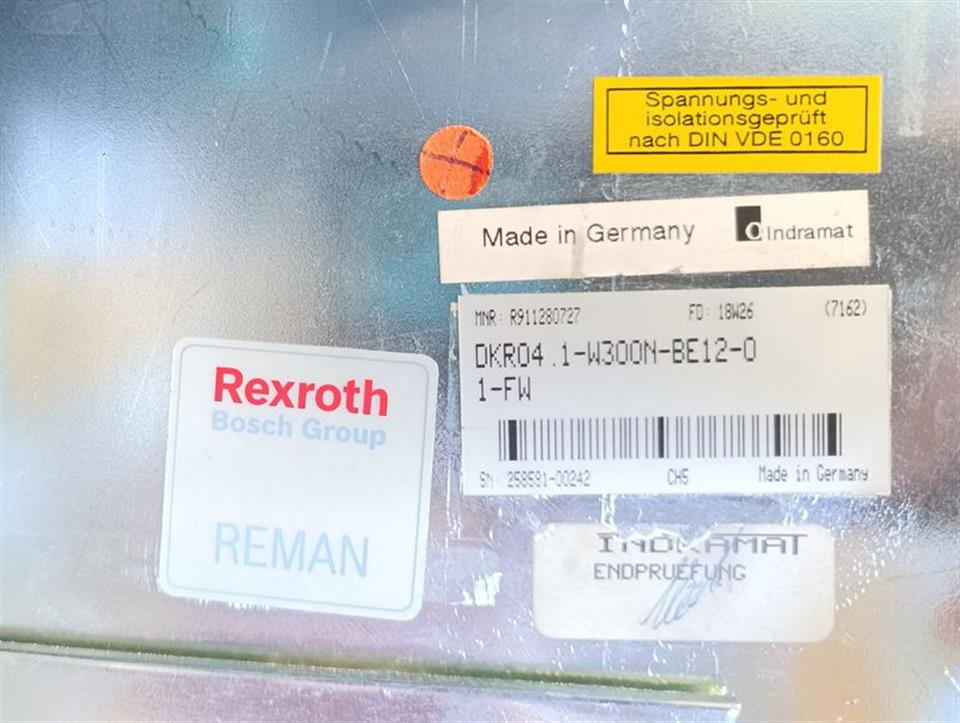 Spannungs- und
isolationsgeprüft
nach DIN VDE 0160
Made in Germany
Indramat
MNR: R911280727 FD: 18W26 (7162)
DKR04.1-W300N-BE12-0
1-FW
SN: 258581-00242 CH5 Made in Germany
Rexroth
Bosch Group
REMAN
INDRAMAT
ENDPRUEFUNG